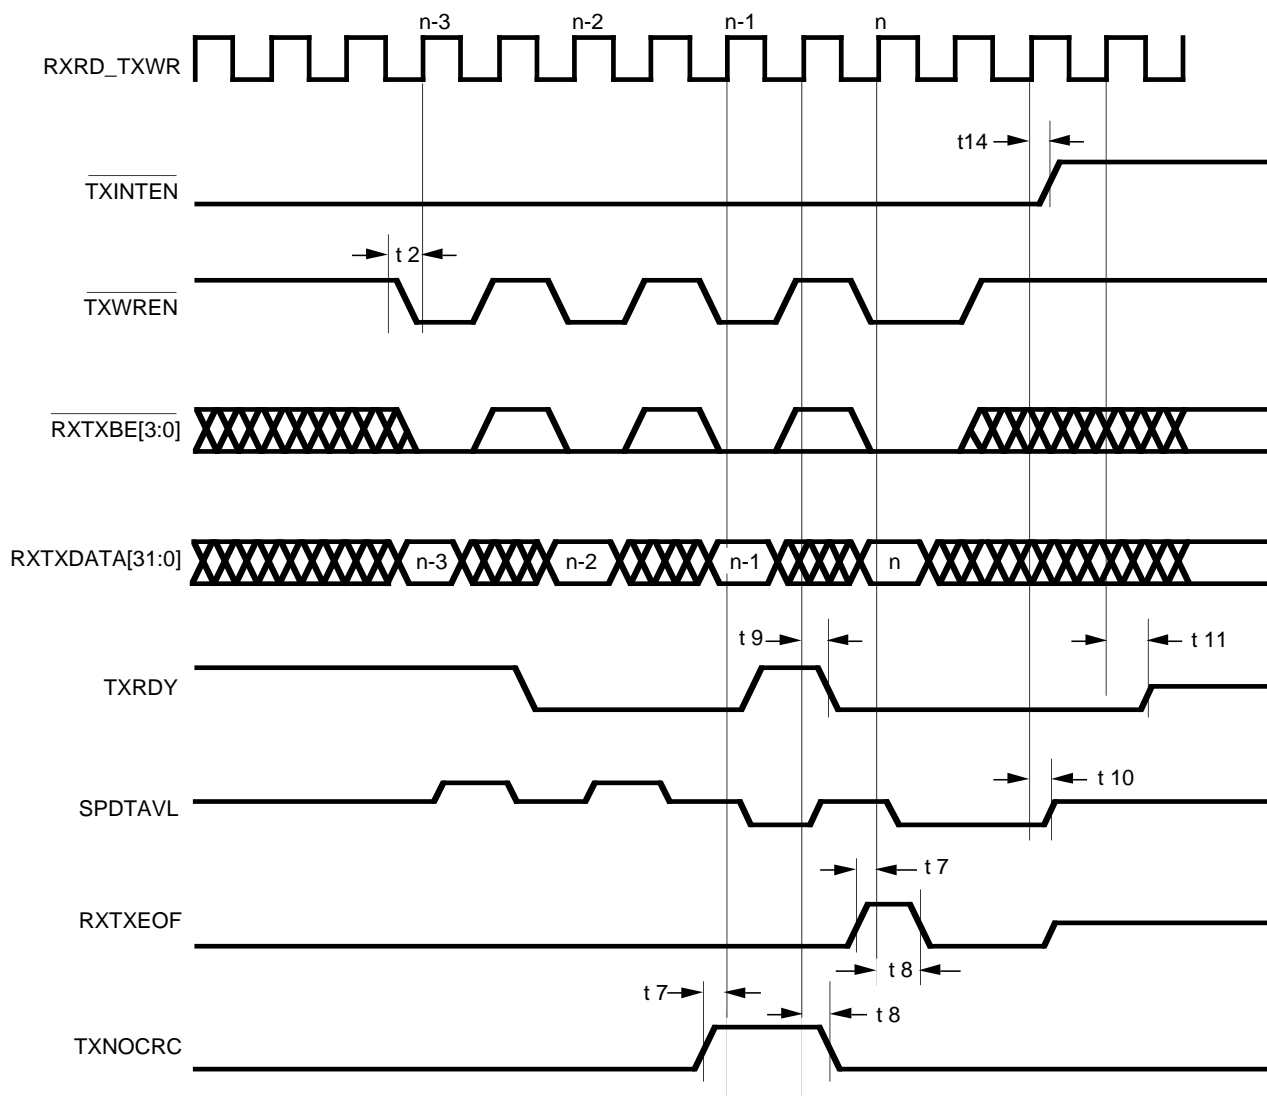 n-3 n-2 n-1 n
RXRD_TXWR
t14
TXINTEN
t 2
TXWREN
RXTXBE[3:0]
RXTXDATA[31:0] n-3 n-2 n-1 n
t 9 t 11
TXRDY
t 10
SPDTAVL
t 7
RXTXEOF
t 8
t 7 t 8
TXNOCRC